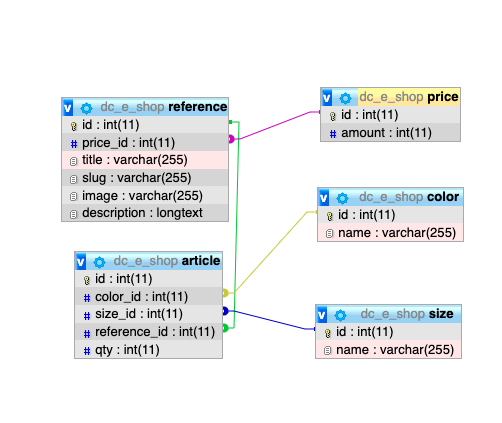 v dc_e_shop reference
id : int(11)
# price_id : int(11)
title : varchar(255)
slug : varchar(255)
image : varchar(255)
description : longtext
v dc_e_shop price
id : int(11)
# amount : int(11)
v dc_e_shop color
id : int(11)
name : varchar(255)
v dc_e_shop article
id : int(11)
# color_id : int(11)
# size_id : int(11)
# reference_id : int(11)
# qty : int(11)
v dc_e_shop size
id : int(11)
name : varchar(255)